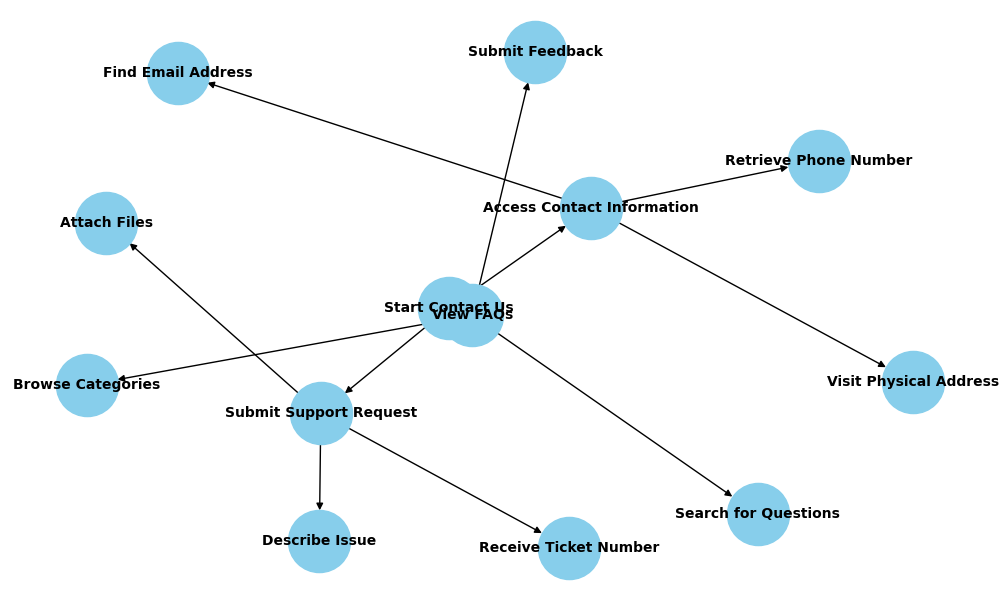 Submit Feedback
Find Email Address
Retrieve Phone Number
Access Contact Information
Attach Files
Start Contact Us
View FAQs
Visit Physical Address
Browse Categories
Submit Support Request
Search for Questions
Describe Issue
Receive Ticket Number